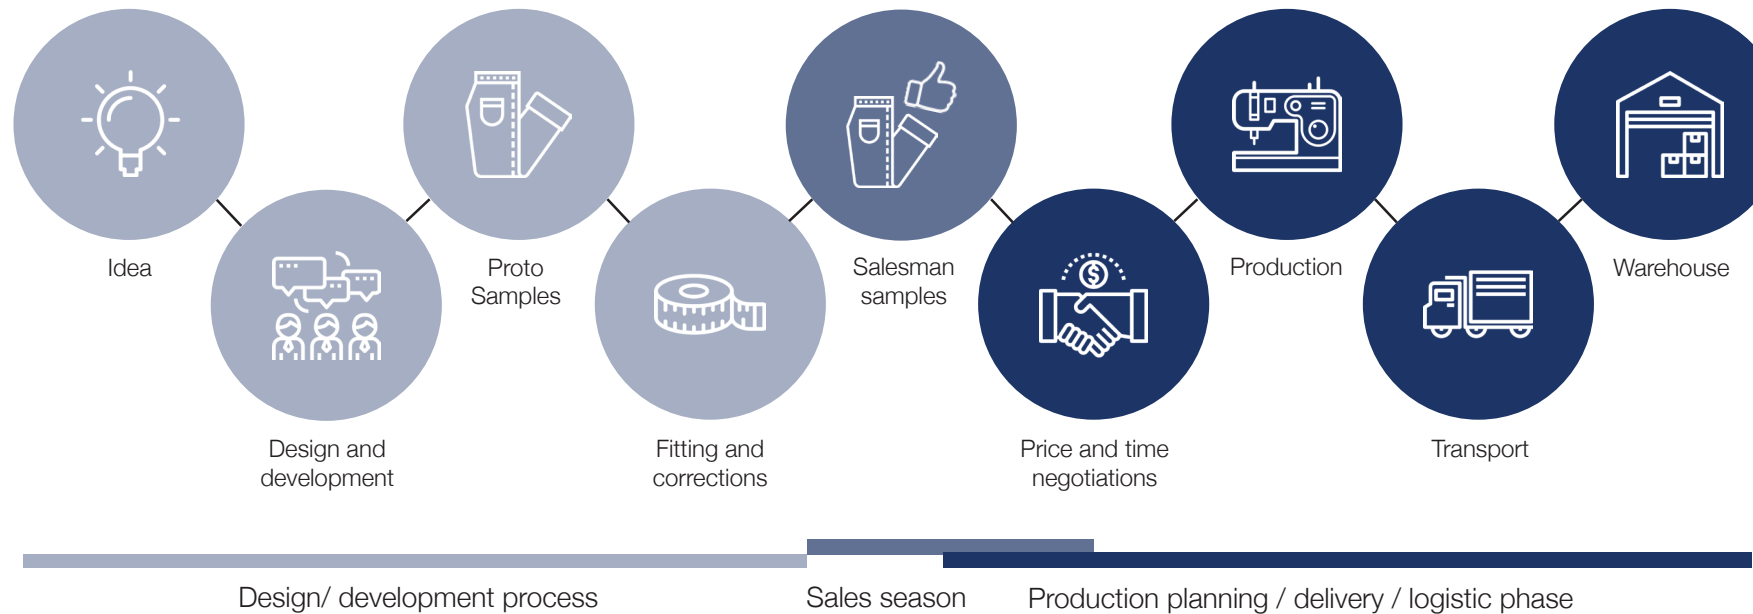 Idea
Design and
development
Proto
Samples
Fitting and
corrections
Salesman
samples
$
Price and time
negotiations
Production
Transport
Warehouse
Design/ development process
Sales season
Production planning / delivery / logistic phase